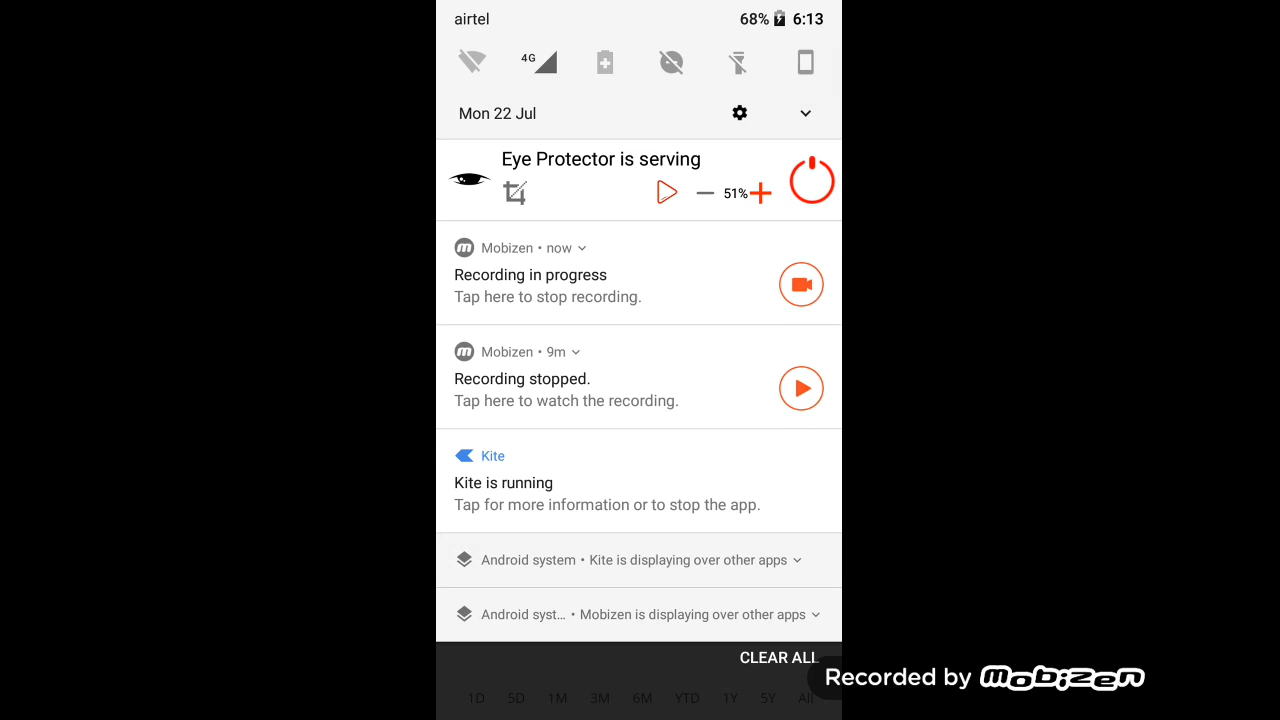 airtel 68% 6:13
4G
Mon 22 Jul
Eye Protector is serving
51%
Mobizen • now
Recording in progress
Tap here to stop recording.
Mobizen • 9m
Recording stopped.
Tap here to watch the recording.
Kite
Kite is running
Tap for more information or to stop the app.
Android system • Kite is displaying over other apps
Android syst… • Mobizen is displaying over other apps
CLEAR ALL
Recorded by mobizen
1D 5D 1M 3M 6M YTD 1Y 5Y All